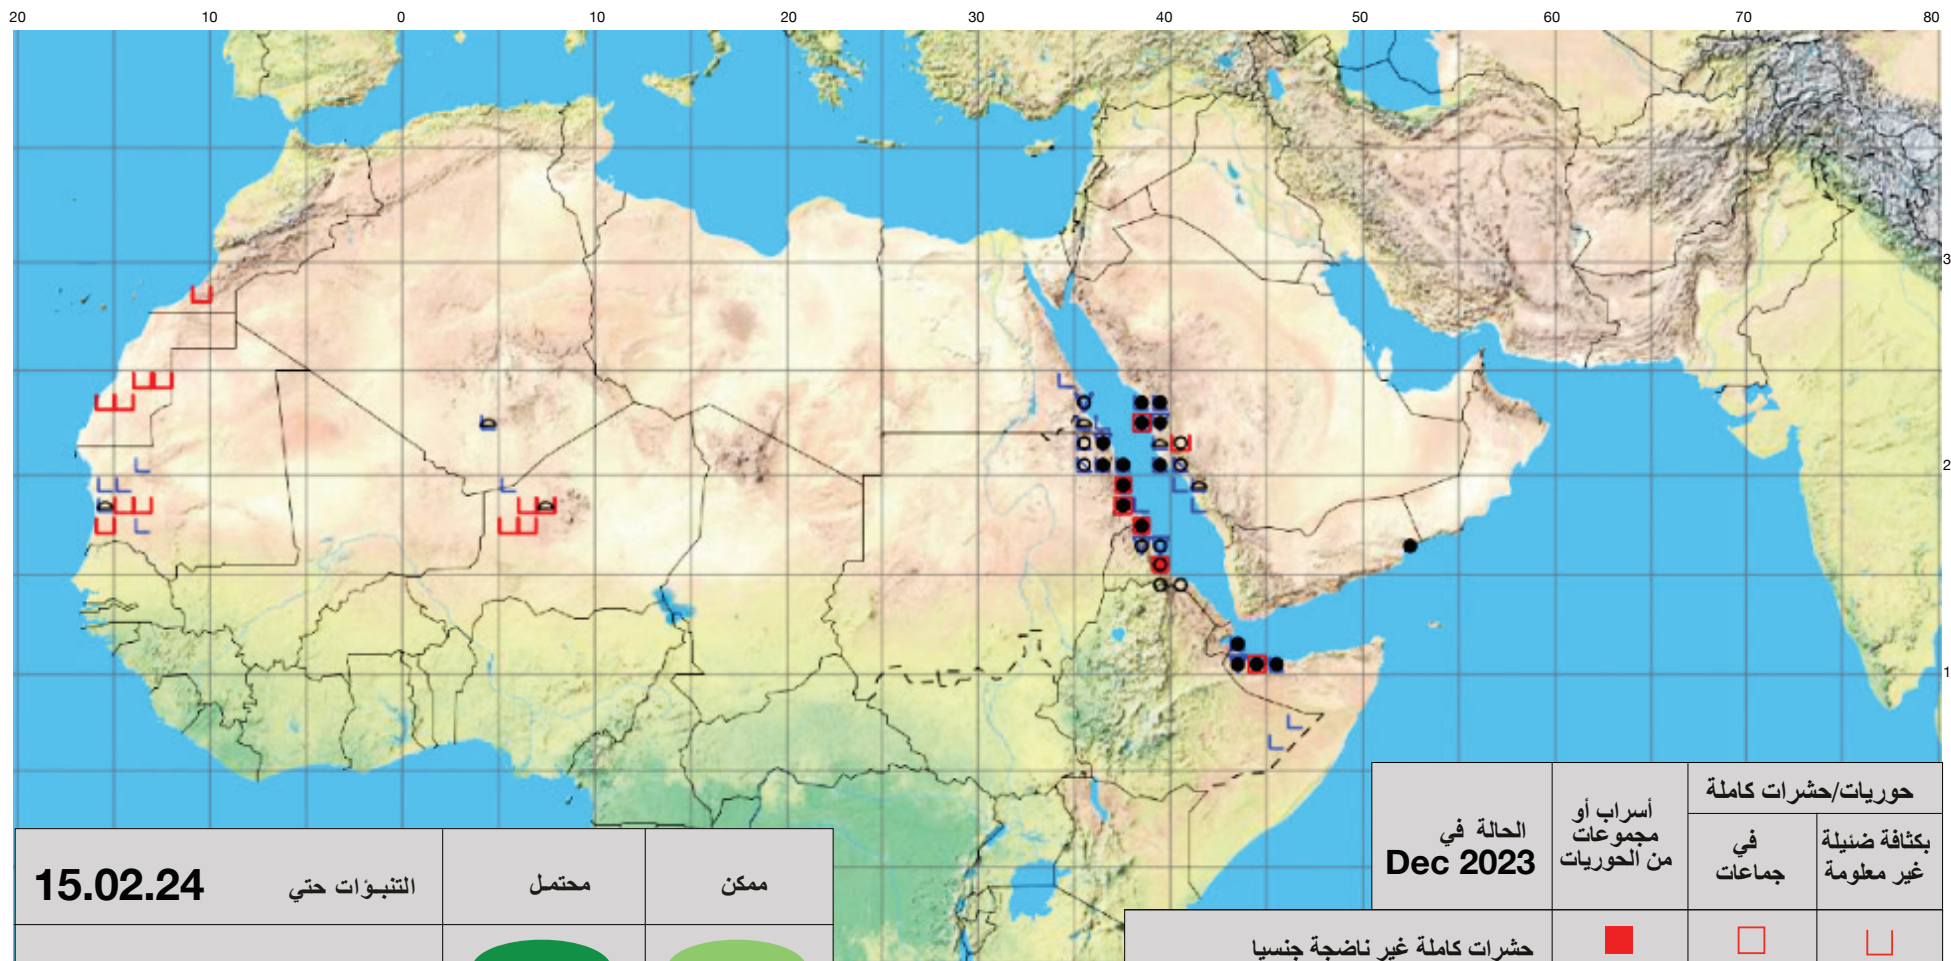 20 10 0 10 20 30 40 50 60 70 80
3
2
1
حوريات/حشرات كاملة
أسراب أو
مجموعات
من الحوريات
في
جماعات
بكثافة ضئيلة
غير معلومة
الحالة في
Dec 2023
حشرات كاملة غير ناضجة جنسيا
التنبـؤات حتي
15.02.24
محتمـل
ممكن